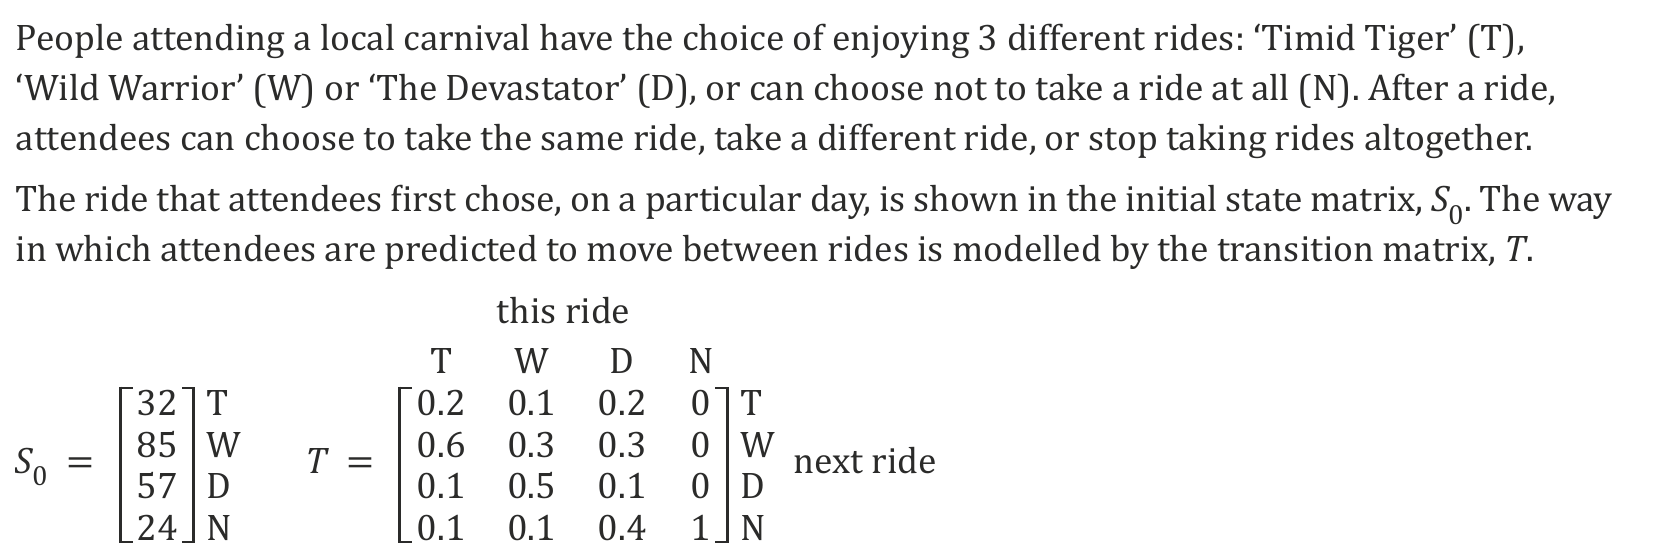 People attending a local carnival have the choice of enjoying 3 different rides: ‘Timid Tiger’ (T),
‘Wild Warrior’ (W) or ‘The Devastator’ (D), or can choose not to take a ride at all (N). After a ride,
attendees can choose to take the same ride, take a different ride, or stop taking rides altogether.
The ride that attendees first chose, on a particular day, is shown in the initial state matrix, S₀. The way
in which attendees are predicted to move between rides is modelled by the transition matrix, T.
this ride
T W D N
32 T 0.2 0.1 0.2 0 T
85 W 0.6 0.3 0.3 0 W
S₀ = T = next ride
57 D 0.1 0.5 0.1 0 D
24 N 0.1 0.1 0.4 1 N